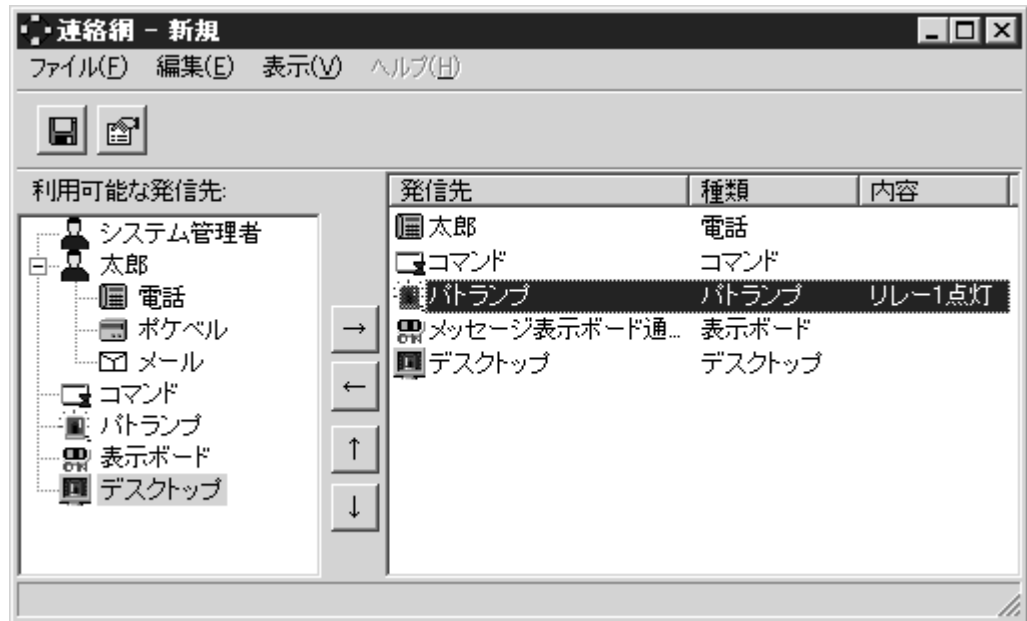 連絡網 - 新規
ファイル(F) 編集(E) 表示(V) ヘルプ(H)
利用可能な発信先:
システム管理者
太郎
電話
ポケベル
メール
コマンド
パトランプ
表示ボード
デスクトップ
→
←
↑
↓
発信先 種類 内容
太郎 電話
コマンド コマンド
パトランプ パトランプ リレー1点灯
メッセージ表示ボード通... 表示ボード
デスクトップ デスクトップ